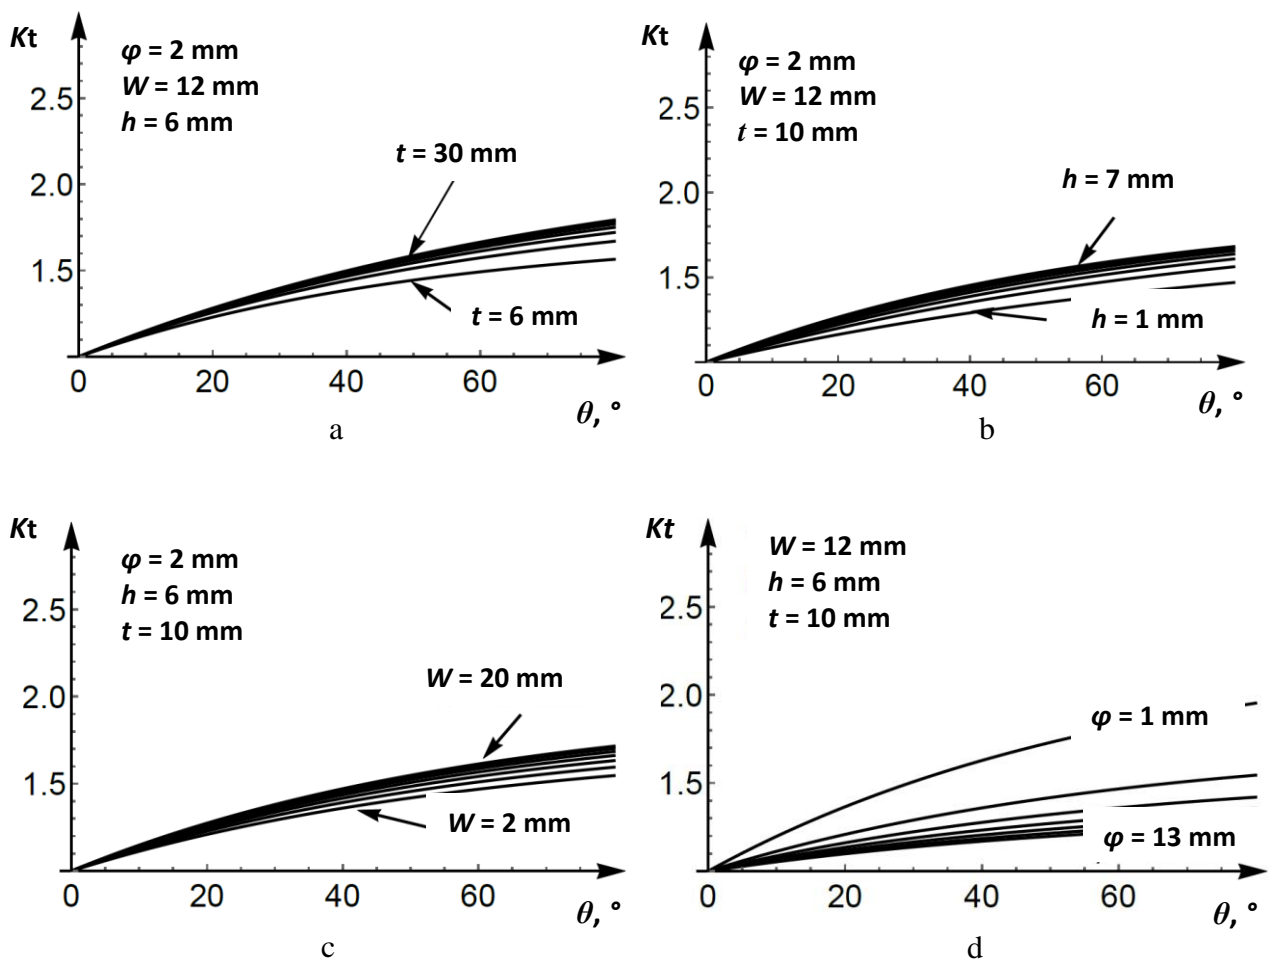 Kt
φ = 2 mm
W = 12 mm
h = 6 mm
t = 30 mm
t = 6 mm
2.5
2.0
1.5
0 20 40 60
θ, °
a
Kt
φ = 2 mm
W = 12 mm
t = 10 mm
h = 7 mm
h = 1 mm
2.5
2.0
1.5
0 20 40 60
θ, °
b
Kt
φ = 2 mm
h = 6 mm
t = 10 mm
W = 20 mm
W = 2 mm
2.5
2.0
1.5
0 20 40 60
θ, °
c
Kt
W = 12 mm
h = 6 mm
t = 10 mm
φ = 1 mm
φ = 13 mm
2.5
2.0
1.5
0 20 40 60
θ, °
d